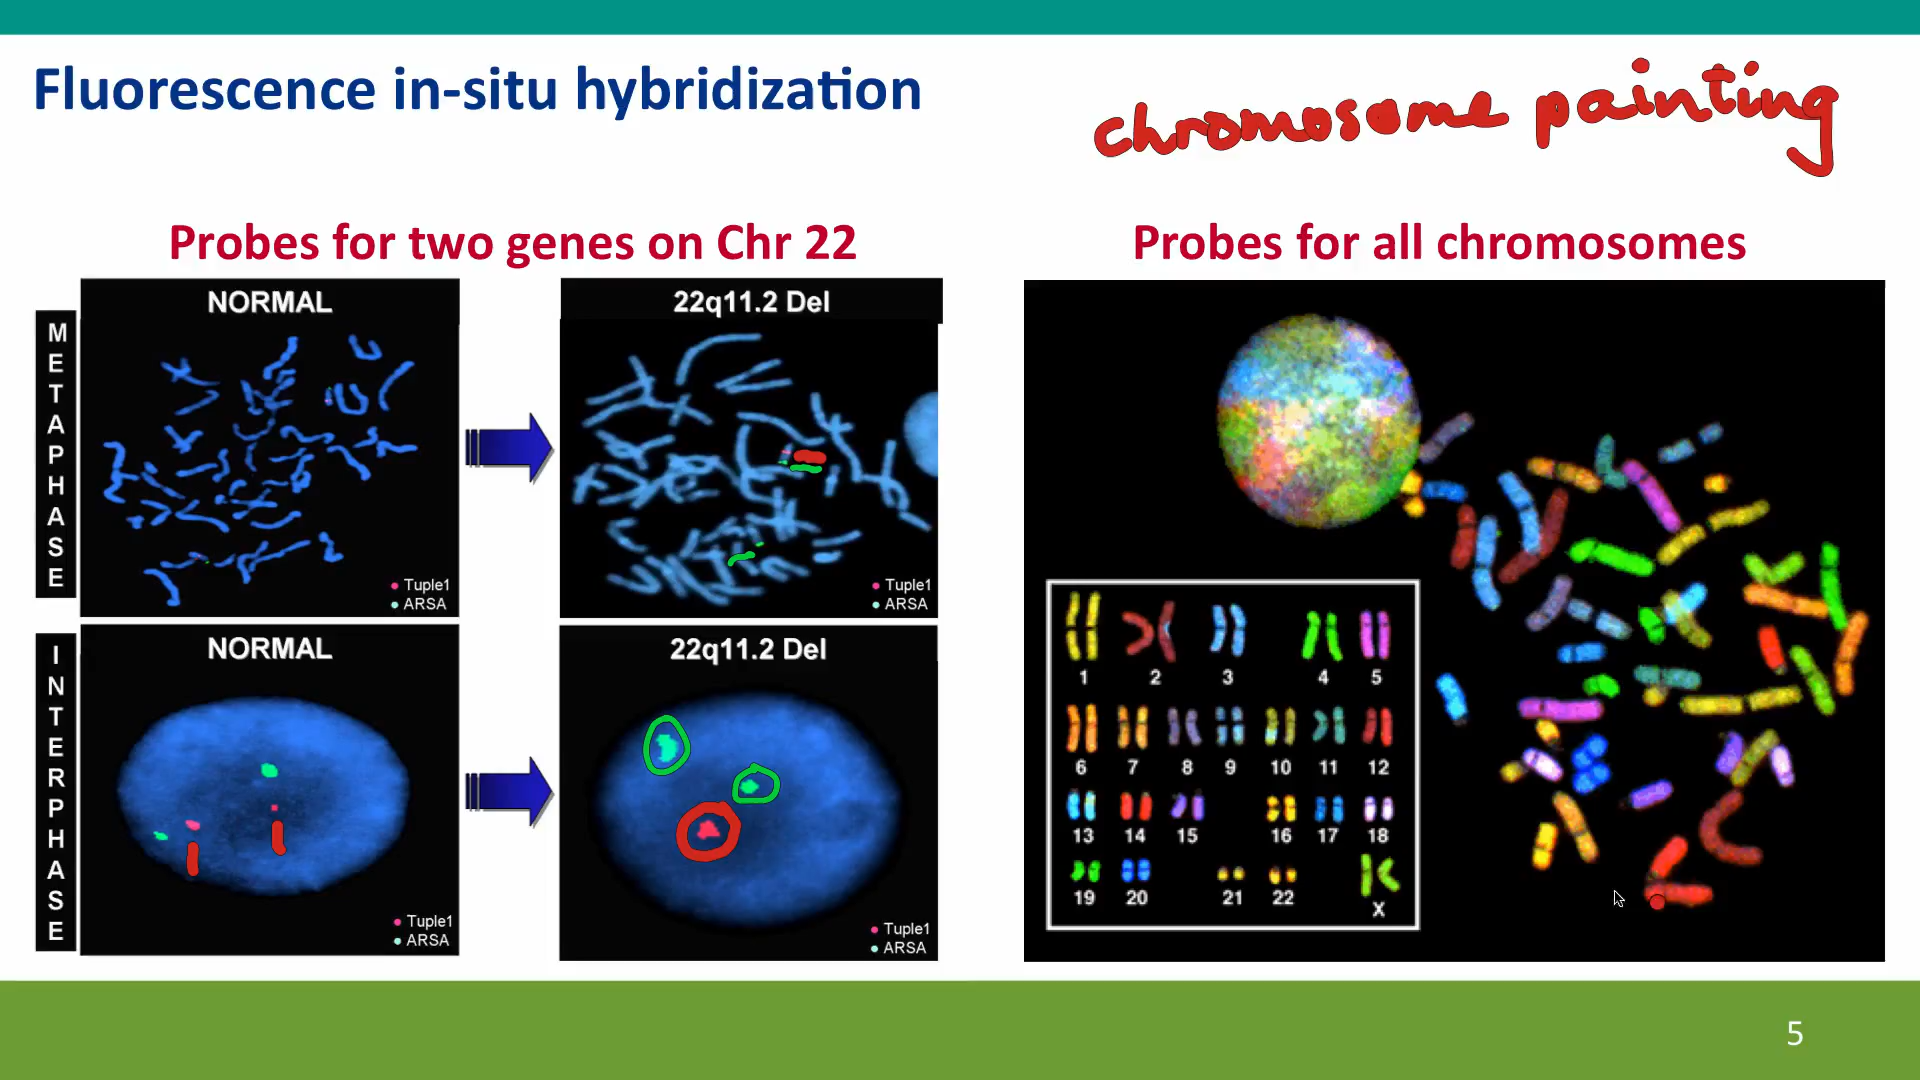 Fluorescence in-situ hybridization
chromosome painting
Probes for two genes on Chr 22
Probes for all chromosomes
METAPHASE
NORMAL
Tuple1
ARSA
22q11.2 Del
Tuple1
ARSA
INTERPHASE
NORMAL
Tuple1
ARSA
22q11.2 Del
Tuple1
ARSA
1 2 3 4 5
6 7 8 9 10 11 12
13 14 15 16 17 18
19 20 21 22 X
5